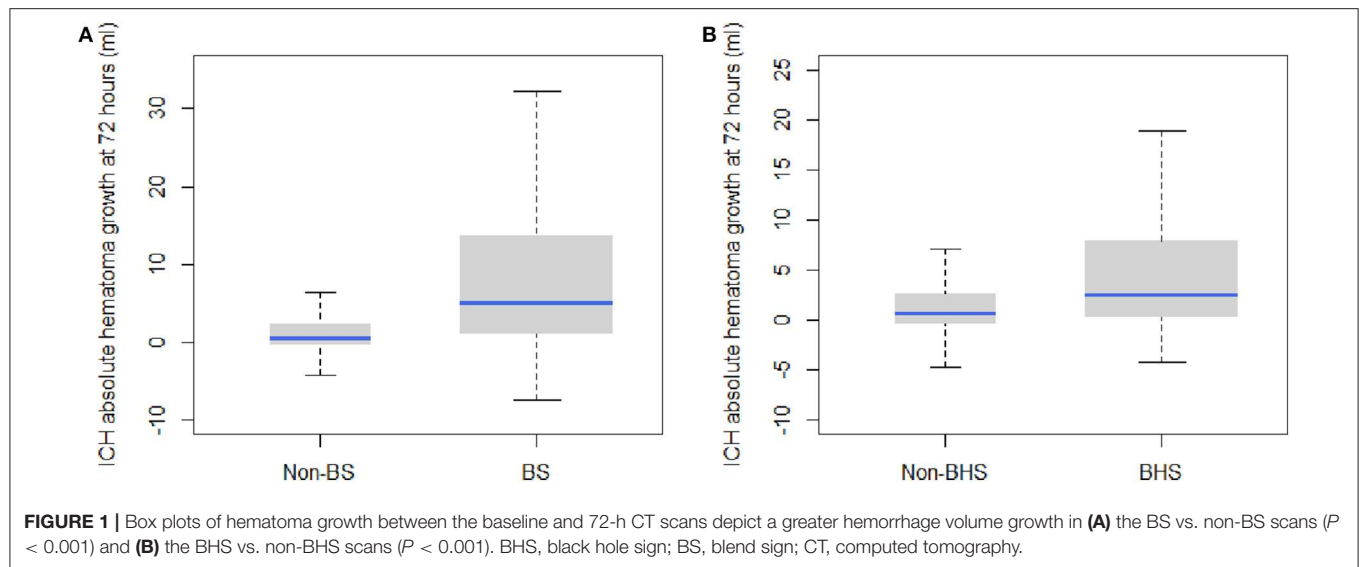 A
ICH absolute hematoma growth at 72 hours (ml)
30
20
10
0
-10
Non-BS
BS
B
ICH absolute hematoma growth at 72 hours (ml)
25
20
15
10
5
0
-5
-10
Non-BHS
BHS
FIGURE 1 | Box plots of hematoma growth between the baseline and 72-h CT scans depict a greater hemorrhage volume growth in (A) the BS vs. non-BS scans (P
< 0.001) and (B) the BHS vs. non-BHS scans (P < 0.001). BHS, black hole sign; BS, blend sign; CT, computed tomography.